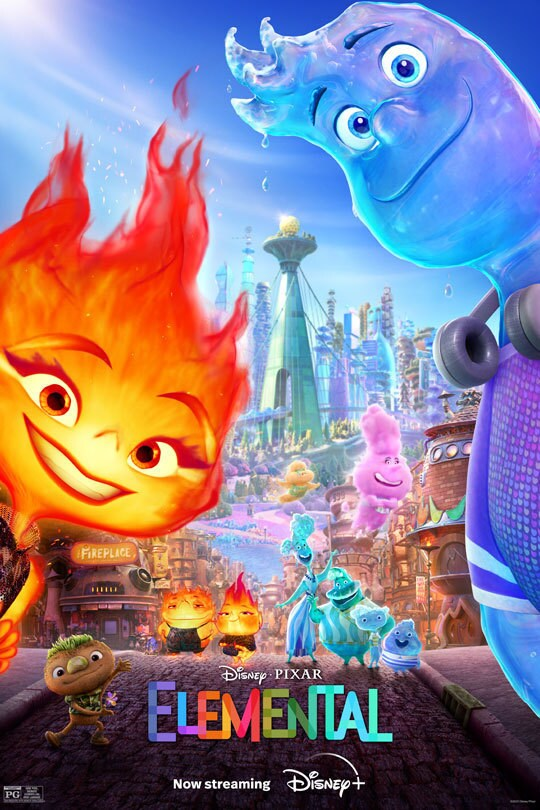 FIREPLACE
DISNEY · PIXAR
ELEMENTAL
Now streaming Disney+
PG